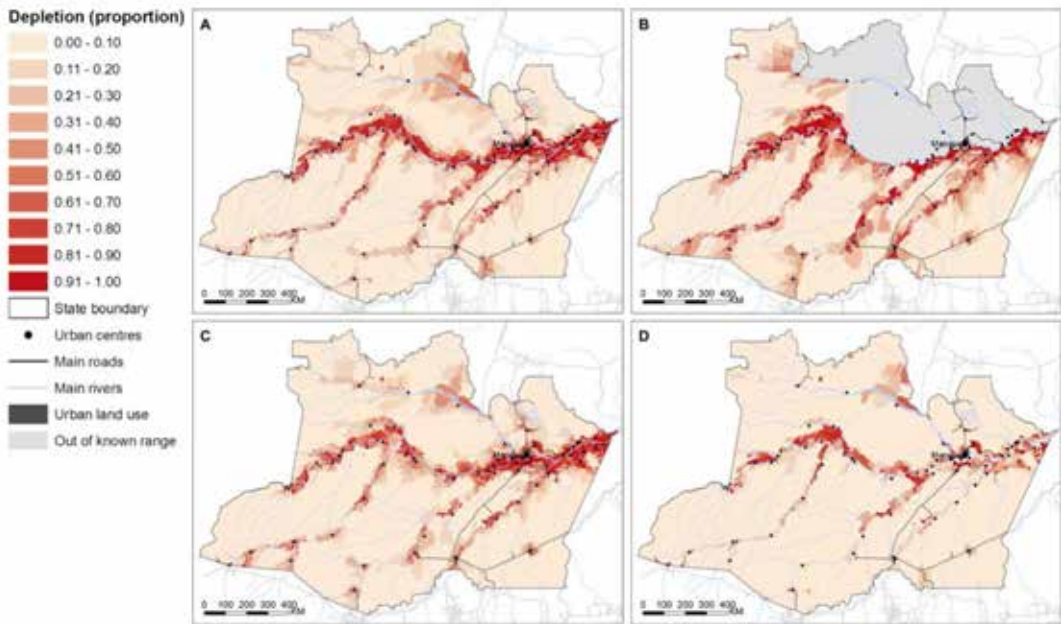 Depletion (proportion)
0.00 - 0.10
0.11 - 0.20
0.21 - 0.30
0.31 - 0.40
0.41 - 0.50
0.51 - 0.60
0.61 - 0.70
0.71 - 0.80
0.81 - 0.90
0.91 - 1.00
State boundary
Urban centres
Main roads
Main rivers
Urban land use
Out of known range
A
0 100 200 300 400
KM
B
0 100 200 300 400
KM
C
0 100 200 300 400
KM
D
0 100 200 300 400
KM